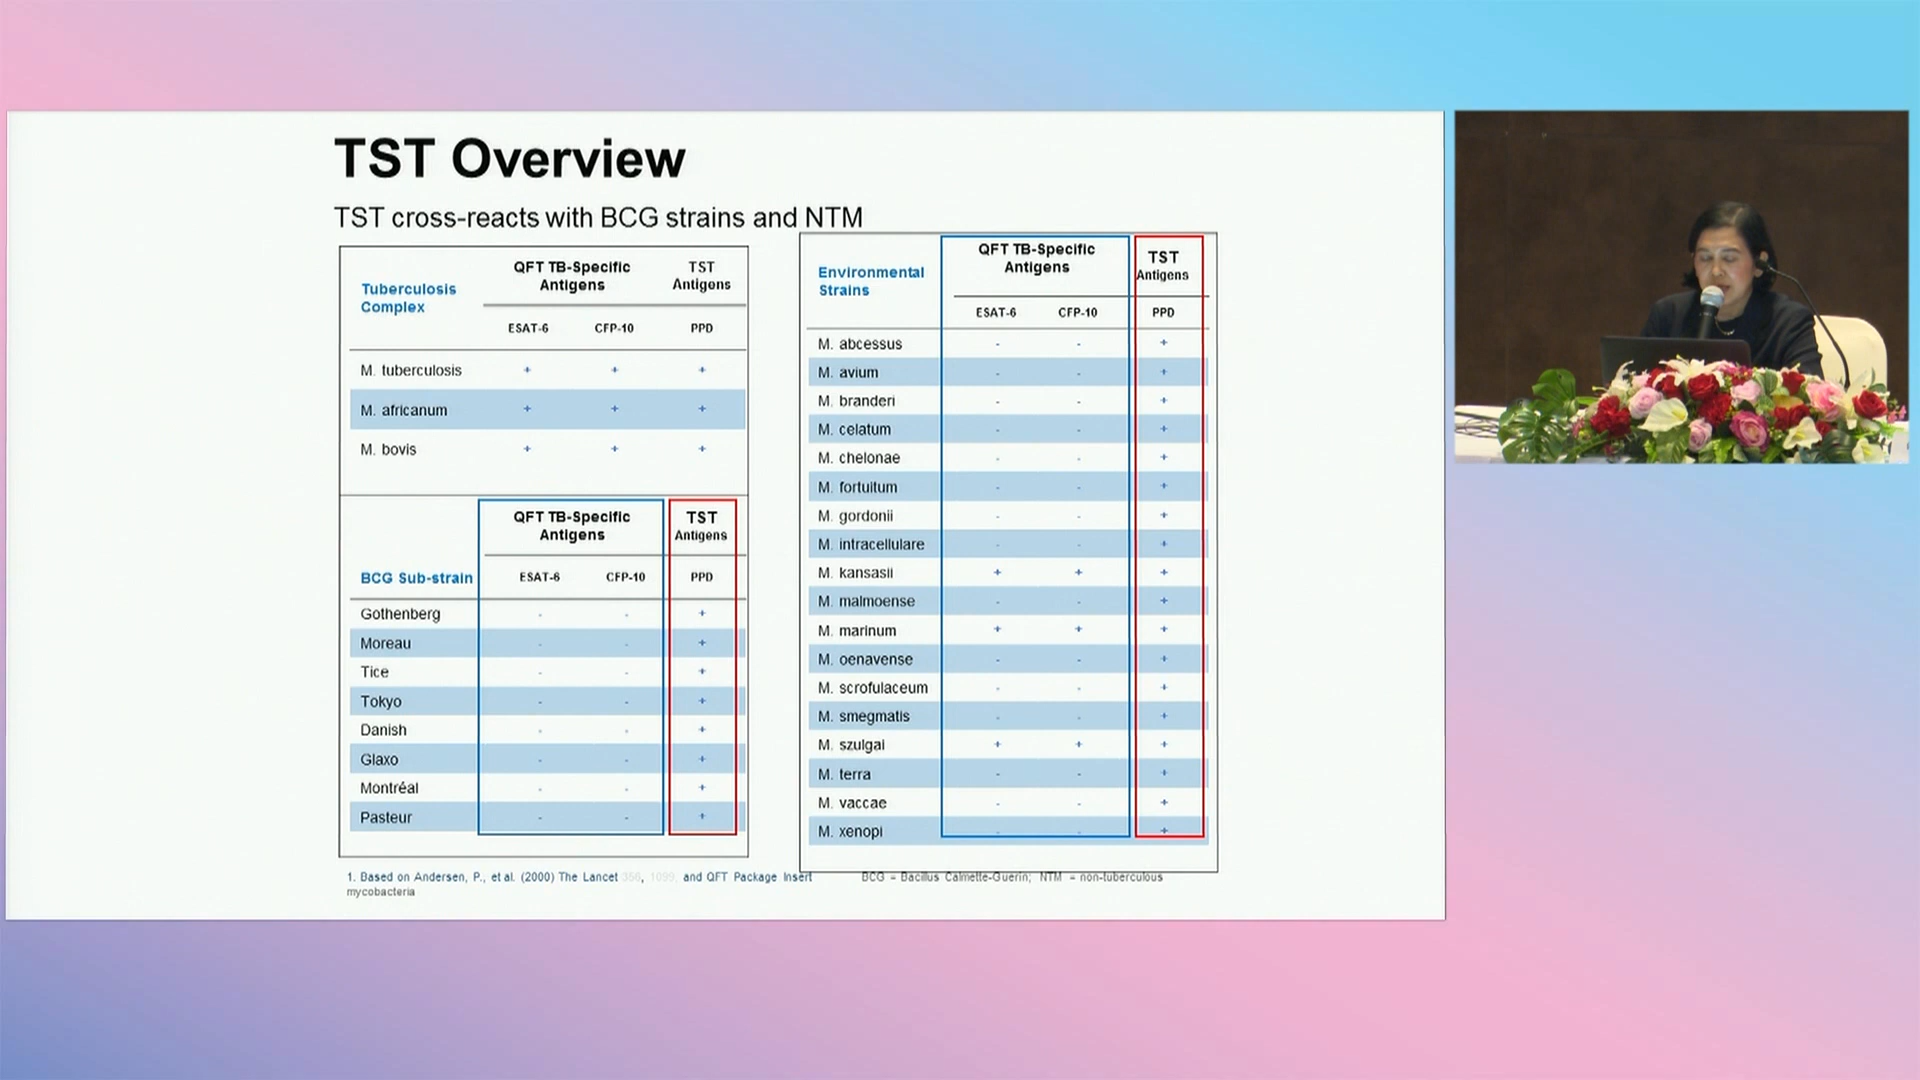 TST Overview
TST cross-reacts with BCG strains and NTM
Tuberculosis Complex
QFT TB-Specific Antigens
TST Antigens
ESAT-6 CFP-10 PPD
M. tuberculosis + + +
M. africanum + + +
M. bovis + + +
BCG Sub-strain
QFT TB-Specific Antigens
TST Antigens
ESAT-6 CFP-10 PPD
Gothenberg - - +
Moreau - - +
Tice - - +
Tokyo - - +
Danish - - +
Glaxo - - +
Montréal - - +
Pasteur - - +
Environmental Strains
QFT TB-Specific Antigens
TST Antigens
ESAT-6 CFP-10 PPD
M. abcessus - - +
M. avium - - +
M. branderi - - +
M. celatum - - +
M. chelonae - - +
M. fortuitum - - +
M. gordonii - - +
M. intracellulare - - +
M. kansasii + + +
M. malmoense - - +
M. marinum + + +
M. oenavense - - +
M. scrofulaceum - - +
M. smegmatis - - +
M. szulgai + + +
M. terra - - +
M. vaccae - - +
M. xenopi - - +
1. Based on Andersen, P., et al. (2000) The Lancet 356, 1099, and QFT Package Insert BCG = Bacillus Calmette-Guerin; NTM = non-tuberculous
mycobacteria